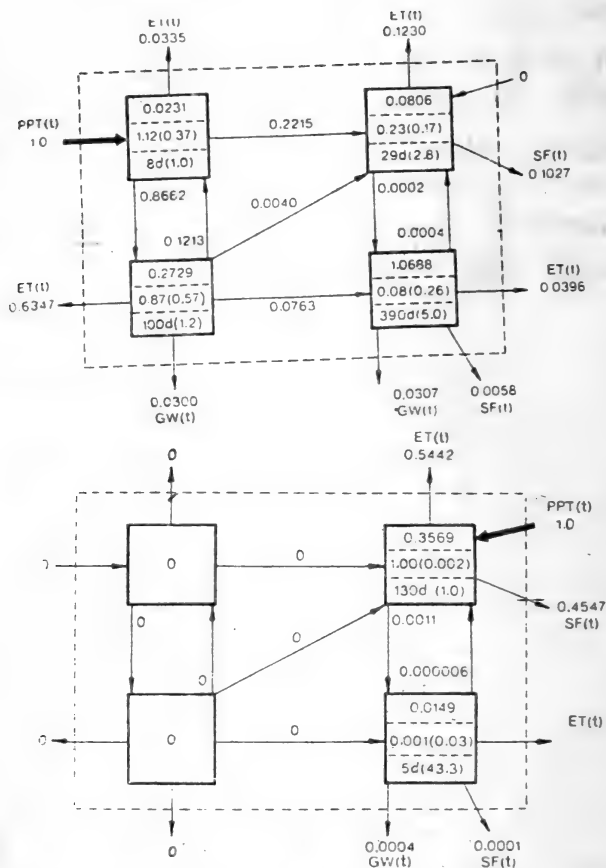 ET(t)
0.0335
ET(t)
0.1230
0.0231
1.12(0.37)
8d(1.0)
0.0806
0.23(0.17)
29d(2.8)
0
PPT(t)
1.0
0.2215
SF(t)
0.1027
0.8662
0.1213
0.0040
0.0002
0.0004
0.2729
0.87(0.57)
100d(1.2)
1.0688
0.08(0.26)
390d(5.0)
ET(t)
0.6347
0.0763
ET(t)
0.0396
0.0300
GW(t)
0.0307
GW(t)
0.0058
SF(t)
0
ET(t)
0.5442
PPT(t)
1.0
0
0
0
0.3569
1.00(0.002)
130d (1.0)
0.4547
SF(t)
0
0
0
0.0011
0.000006
0
0
0
0.0149
0.001(0.03)
5d(43.3)
ET(t)
0
0.0004
GW(t)
0.0001
SF(t)